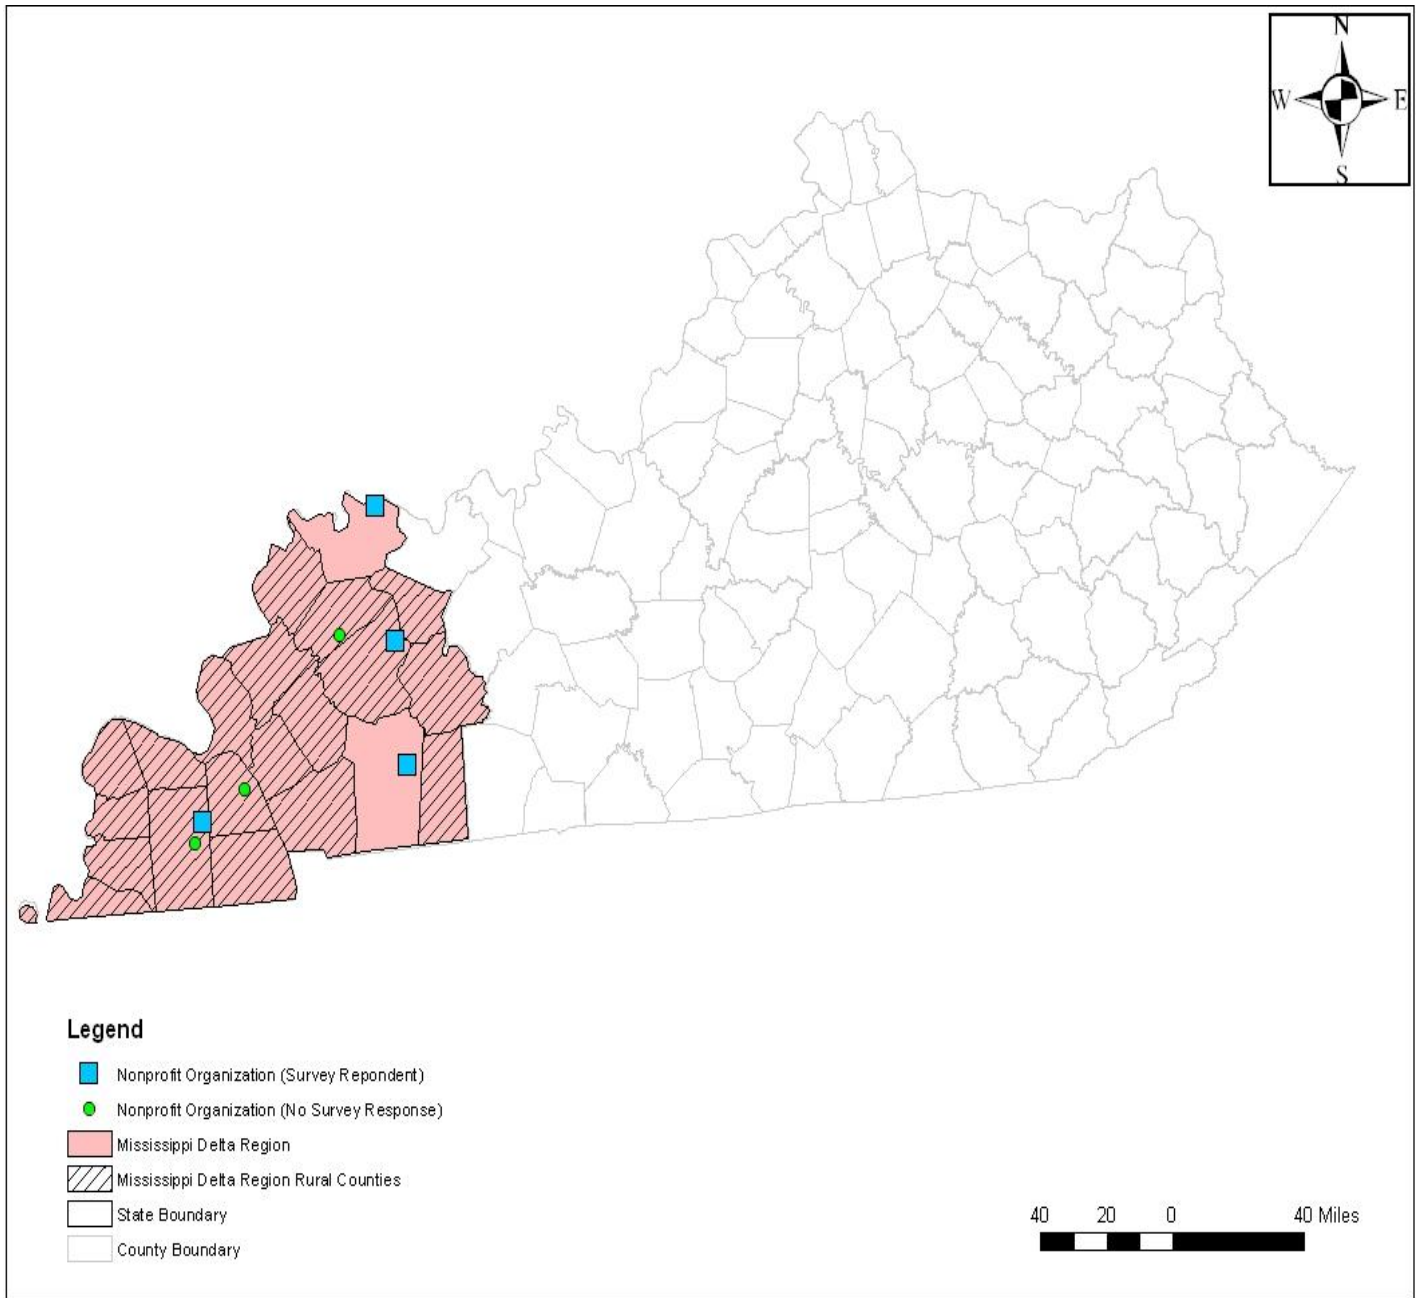 N
W E
S
Legend
Nonprofit Organization (Survey Repondent)
Nonprofit Organization (No Survey Response)
Mississippi Delta Region
Mississippi Delta Region Rural Counties
State Boundary
County Boundary
40 20 0 40 Miles